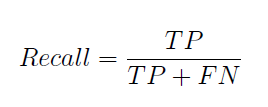 Recall = TP / (TP + FN)